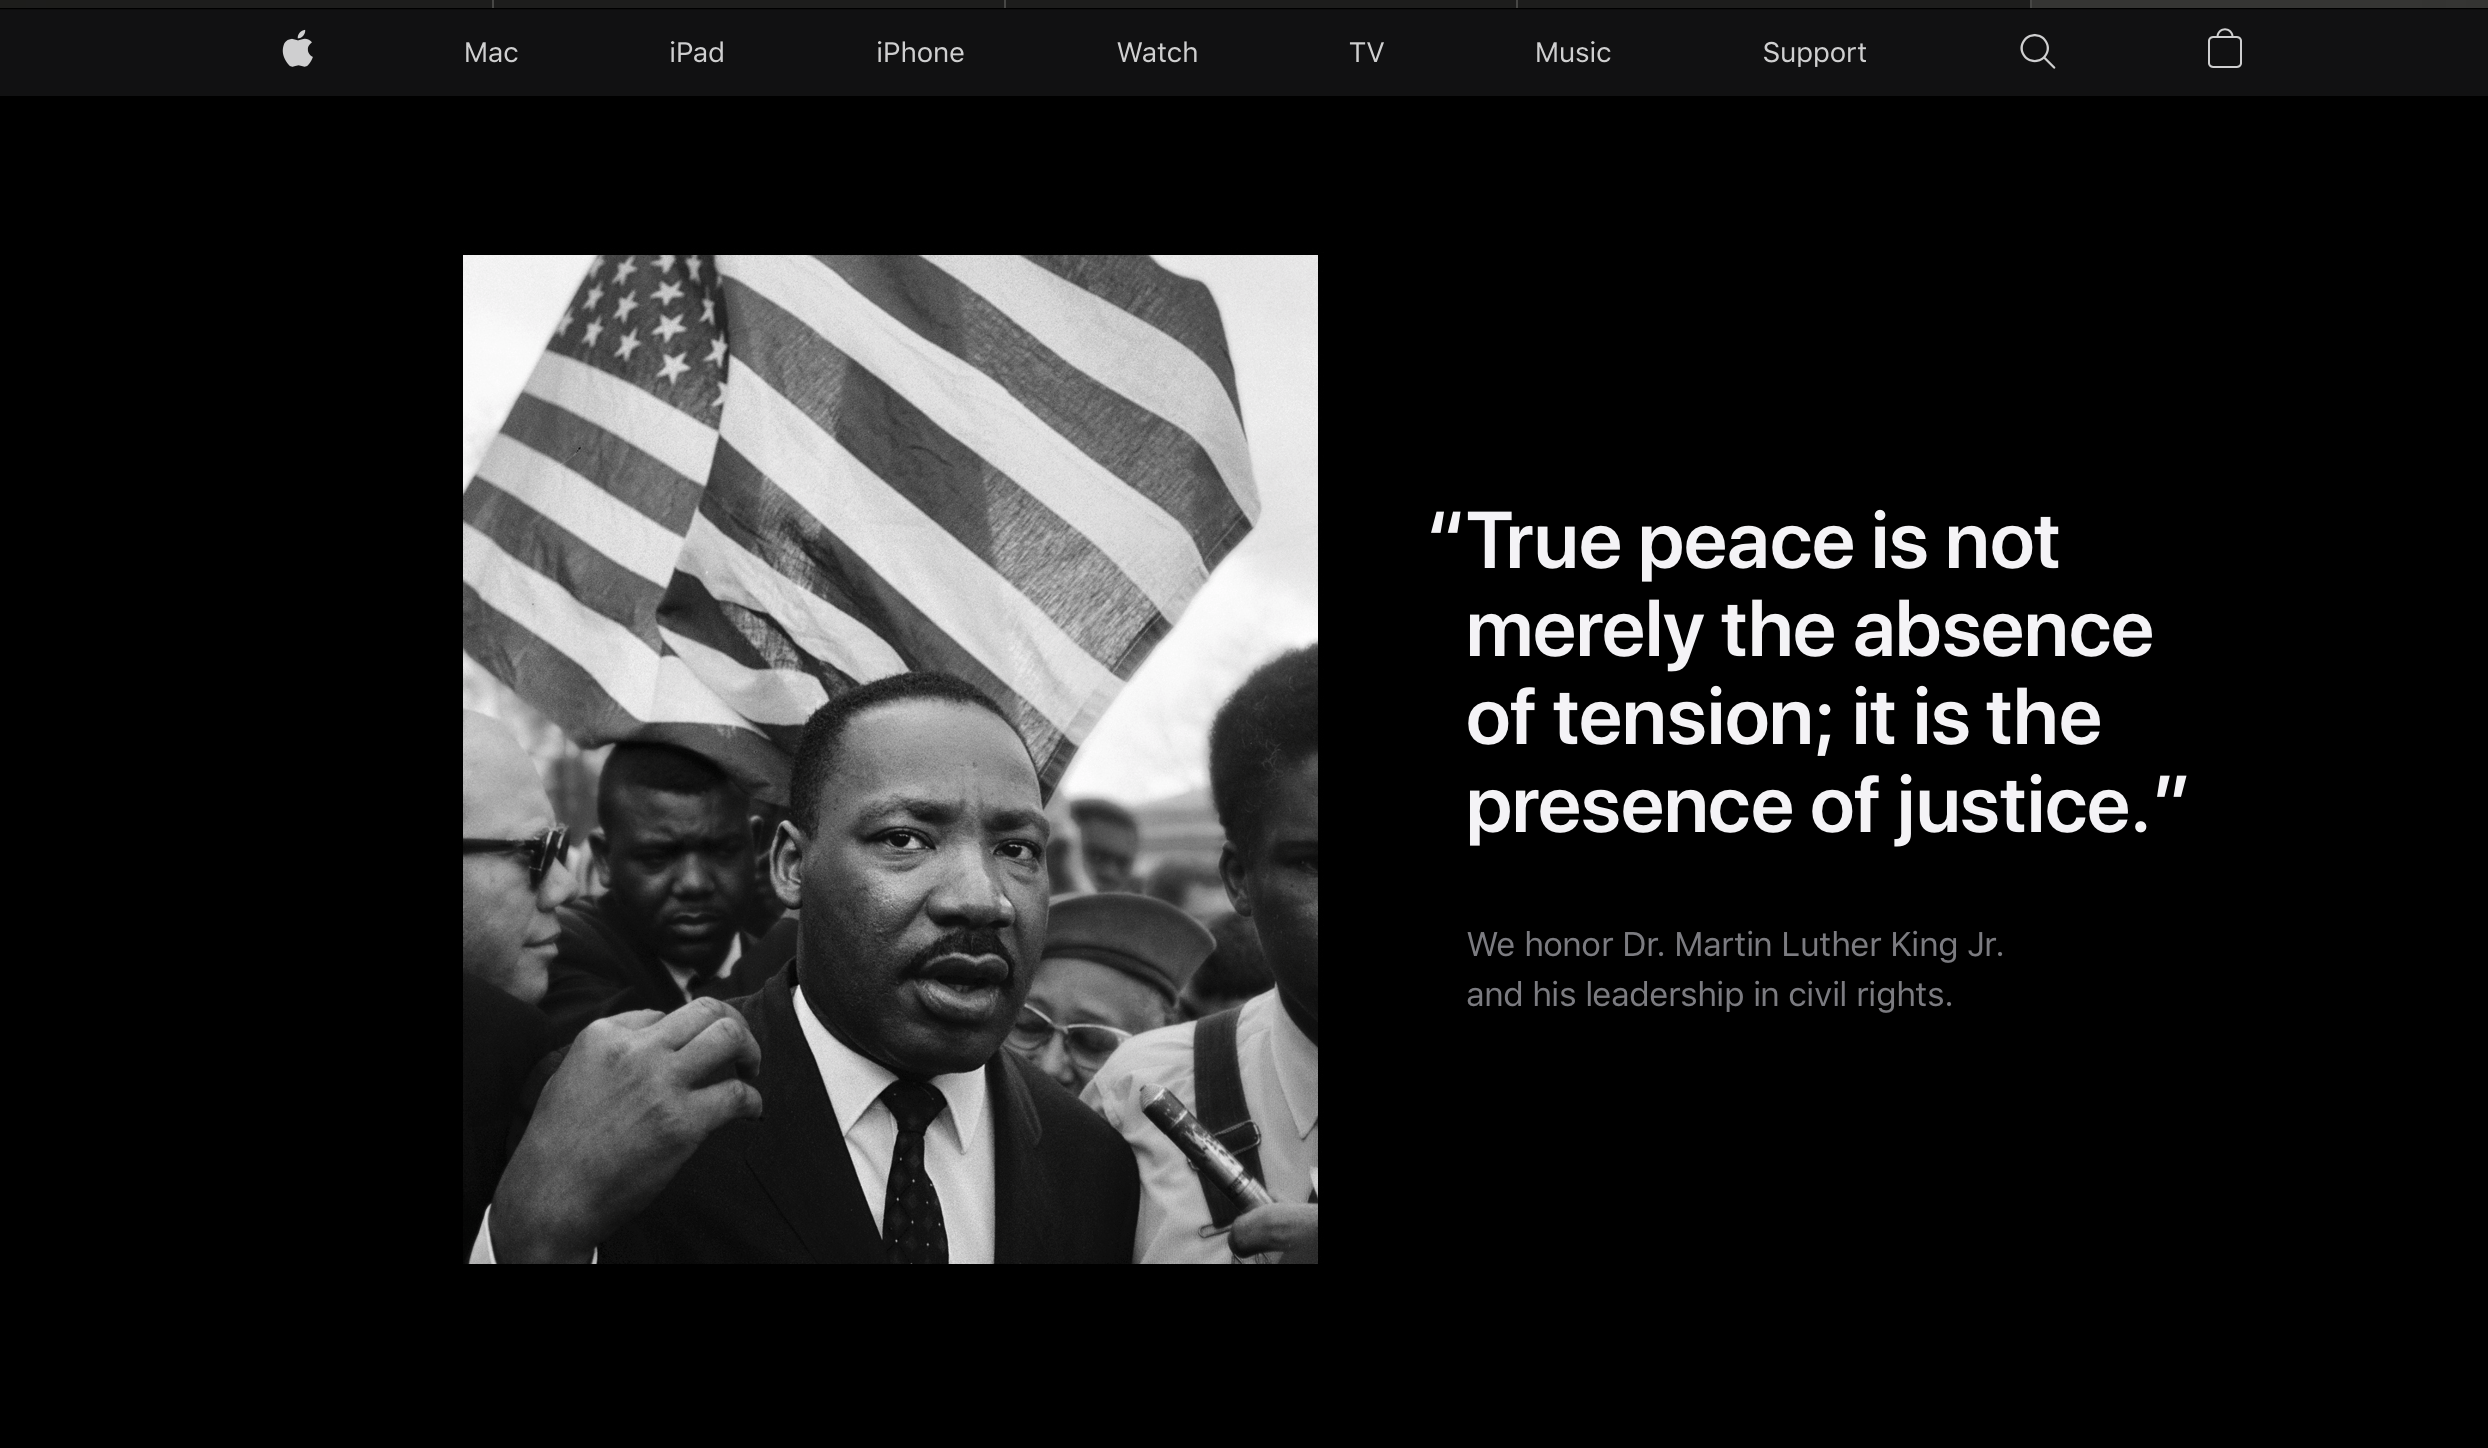 Mac iPad iPhone Watch TV Music Support
“True peace is not
merely the absence
of tension; it is the
presence of justice.”
We honor Dr. Martin Luther King Jr.
and his leadership in civil rights.